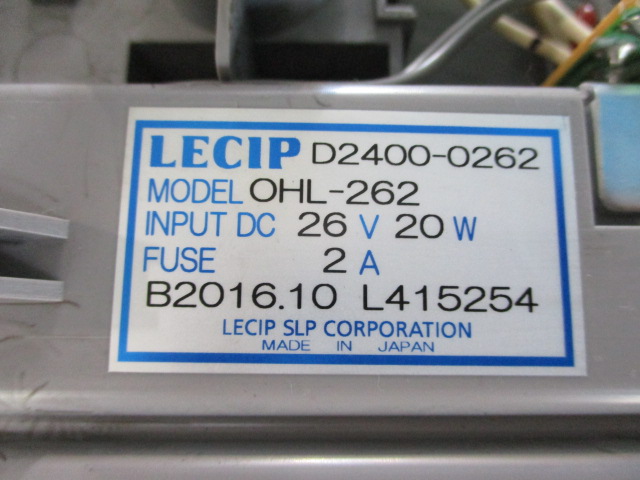 LECIP D2400-0262
MODEL OHL-262
INPUT DC 26 V 20 W
FUSE 2 A
B2016.10 L415254
LECIP SLP CORPORATION
MADE IN JAPAN